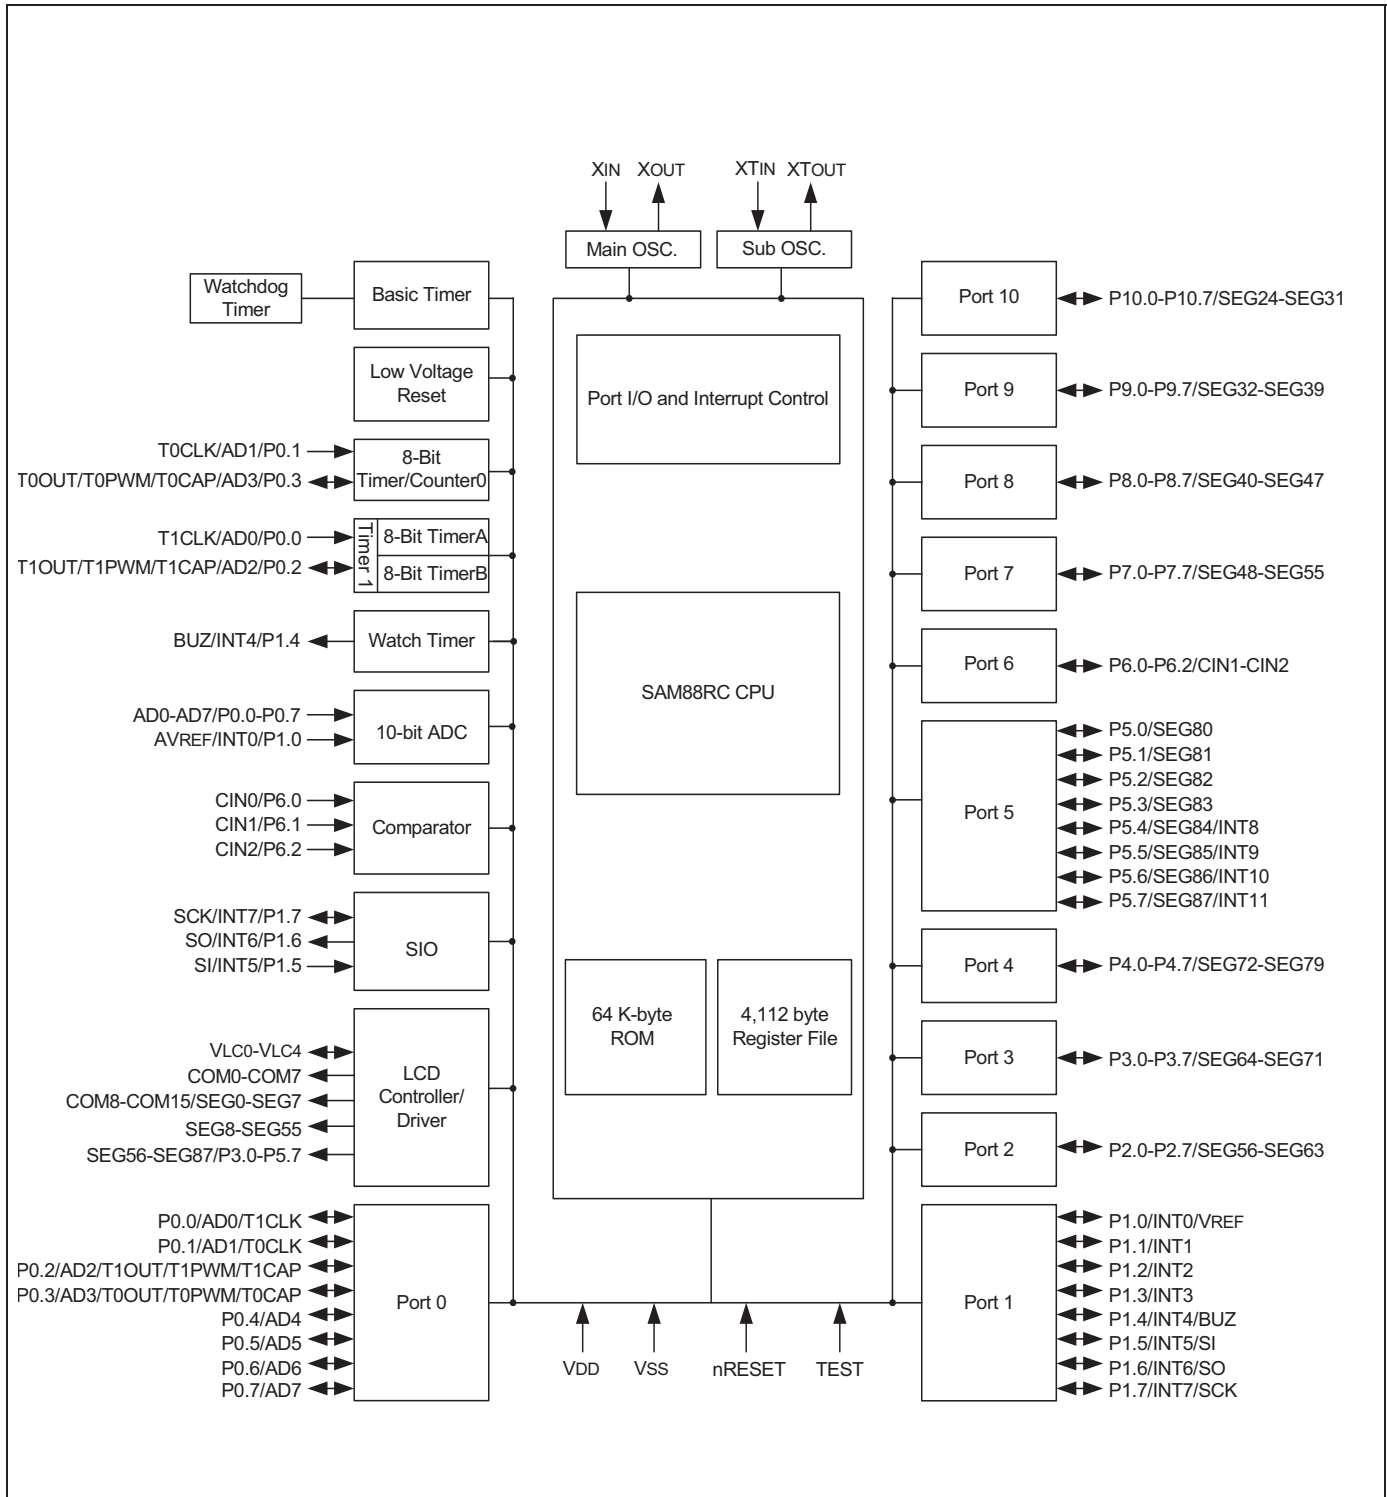 XIN XOUT XTIN XTOUT
Main OSC. Sub OSC.
Watchdog
Timer
Basic Timer
Low Voltage
Reset
T0CLK/AD1/P0.1
T0OUT/T0PWM/T0CAP/AD3/P0.3
8-Bit
Timer/Counter0
T1CLK/AD0/P0.0
T1OUT/T1PWM/T1CAP/AD2/P0.2
Timer 1
8-Bit TimerA
8-Bit TimerB
BUZ/INT4/P1.4
Watch Timer
AD0-AD7/P0.0-P0.7
AVREF/INT0/P1.0
10-bit ADC
CIN0/P6.0
CIN1/P6.1
CIN2/P6.2
Comparator
SCK/INT7/P1.7
SO/INT6/P1.6
SI/INT5/P1.5
SIO
VLC0-VLC4
COM0-COM7
COM8-COM15/SEG0-SEG7
SEG8-SEG55
SEG56-SEG87/P3.0-P5.7
LCD
Controller/
Driver
P0.0/AD0/T1CLK
P0.1/AD1/T0CLK
P0.2/AD2/T1OUT/T1PWM/T1CAP
P0.3/AD3/T0OUT/T0PWM/T0CAP
P0.4/AD4
P0.5/AD5
P0.6/AD6
P0.7/AD7
Port 0
Port I/O and Interrupt Control
SAM88RC CPU
64 K-byte
ROM
4,112 byte
Register File
VDD VSS nRESET TEST
Port 10
P10.0-P10.7/SEG24-SEG31
Port 9
P9.0-P9.7/SEG32-SEG39
Port 8
P8.0-P8.7/SEG40-SEG47
Port 7
P7.0-P7.7/SEG48-SEG55
Port 6
P6.0-P6.2/CIN1-CIN2
Port 5
P5.0/SEG80
P5.1/SEG81
P5.2/SEG82
P5.3/SEG83
P5.4/SEG84/INT8
P5.5/SEG85/INT9
P5.6/SEG86/INT10
P5.7/SEG87/INT11
Port 4
P4.0-P4.7/SEG72-SEG79
Port 3
P3.0-P3.7/SEG64-SEG71
Port 2
P2.0-P2.7/SEG56-SEG63
Port 1
P1.0/INT0/VREF
P1.1/INT1
P1.2/INT2
P1.3/INT3
P1.4/INT4/BUZ
P1.5/INT5/SI
P1.6/INT6/SO
P1.7/INT7/SCK